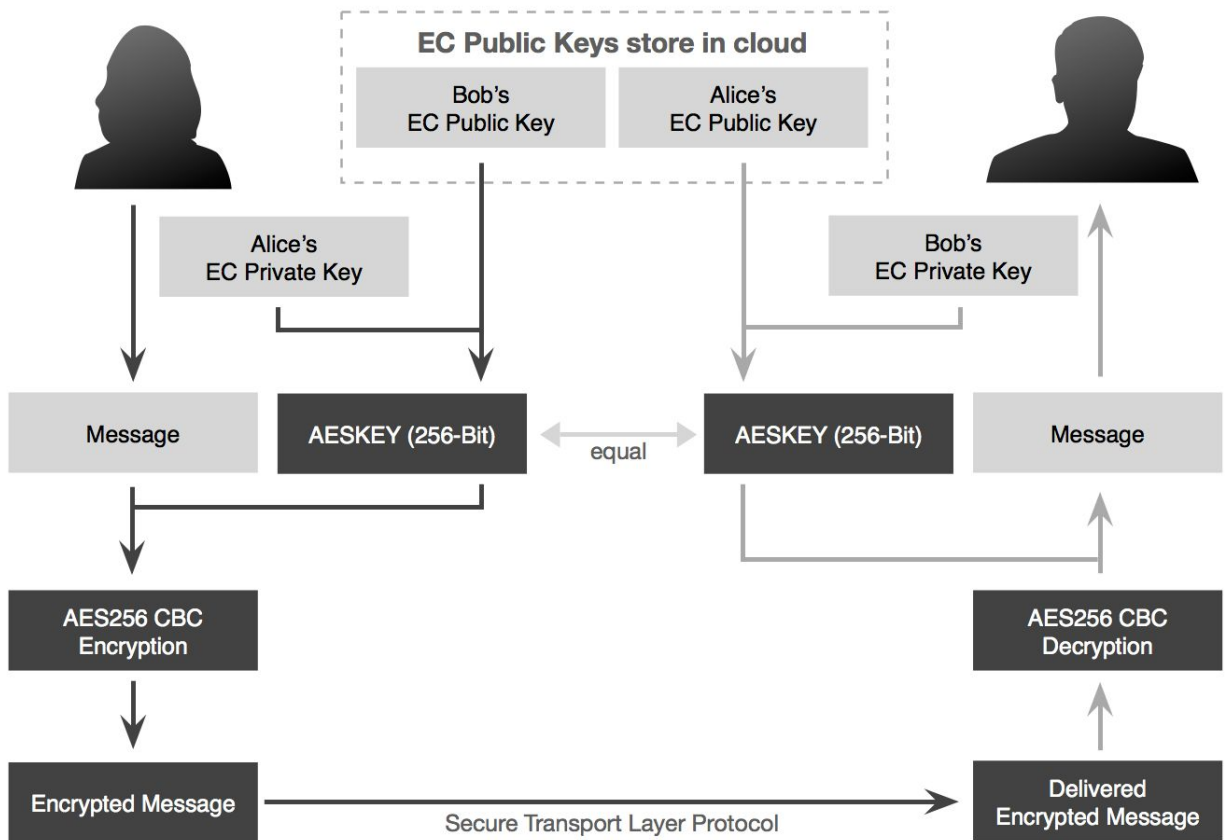 EC Public Keys store in cloud
Bob’s
EC Public Key
Alice’s
EC Public Key
Alice’s
EC Private Key
Bob’s
EC Private Key
Message
AESKEY (256-Bit)
equal
AESKEY (256-Bit)
Message
AES256 CBC
Encryption
AES256 CBC
Decryption
Encrypted Message
Secure Transport Layer Protocol
Delivered
Encrypted Message